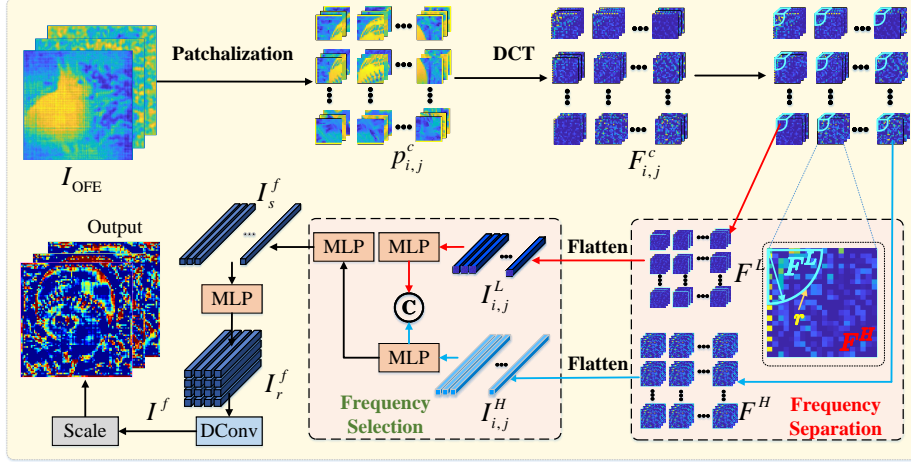 Patchalization
DCT
I_OFE
p^c_{i,j}
F^c_{i,j}
I^f_s
Output
MLP
MLP
MLP
I^L_{i,j}
Flatten
F^L
F^L
r
F^H
C
MLP
I^f_r
I^f
Scale
DConv
Frequency
Selection
I^H_{i,j}
Flatten
F^H
Frequency
Separation